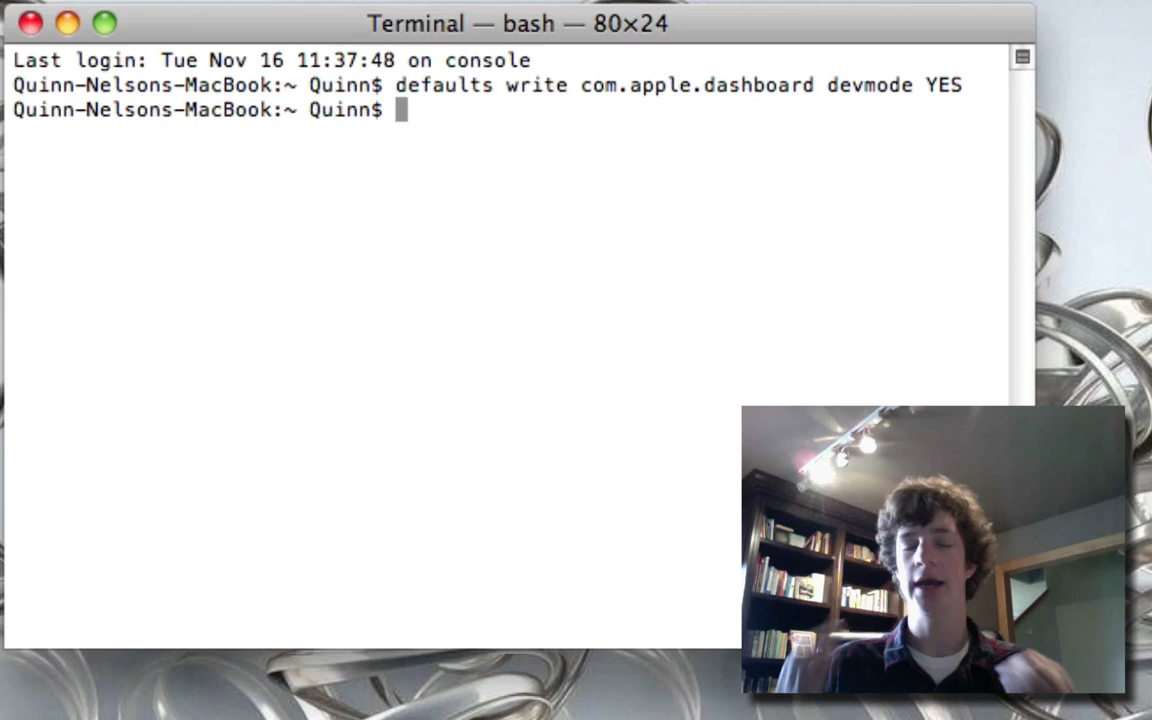 Terminal — bash — 80×24
Last login: Tue Nov 16 11:37:48 on console
Quinn-Nelsons-MacBook:~ Quinn$ defaults write com.apple.dashboard devmode YES
Quinn-Nelsons-MacBook:~ Quinn$